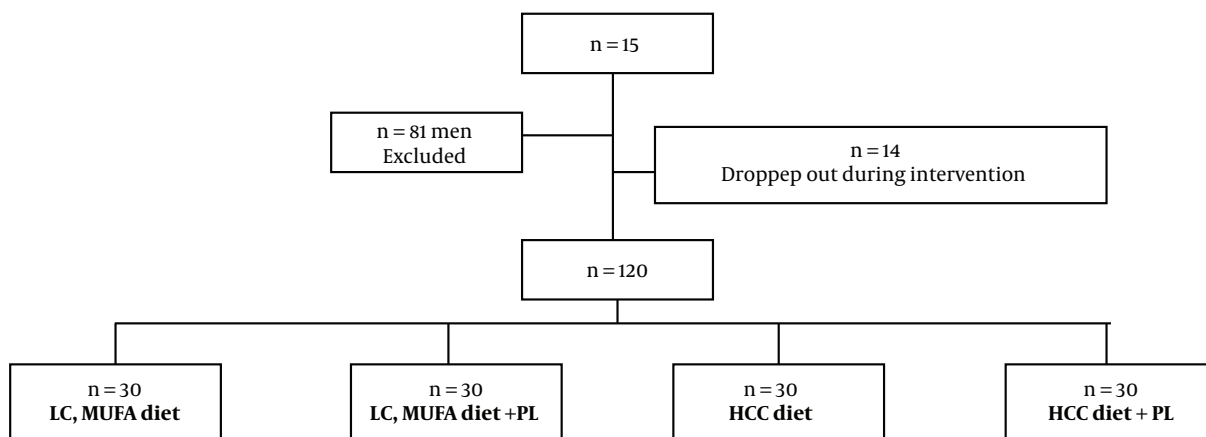 n = 15
n = 81 men
Excluded
n = 14
Droppep out during intervention
n = 120
n = 30
LC, MUFA diet
n = 30
LC, MUFA diet +PL
n = 30
HCC diet
n = 30
HCC diet + PL